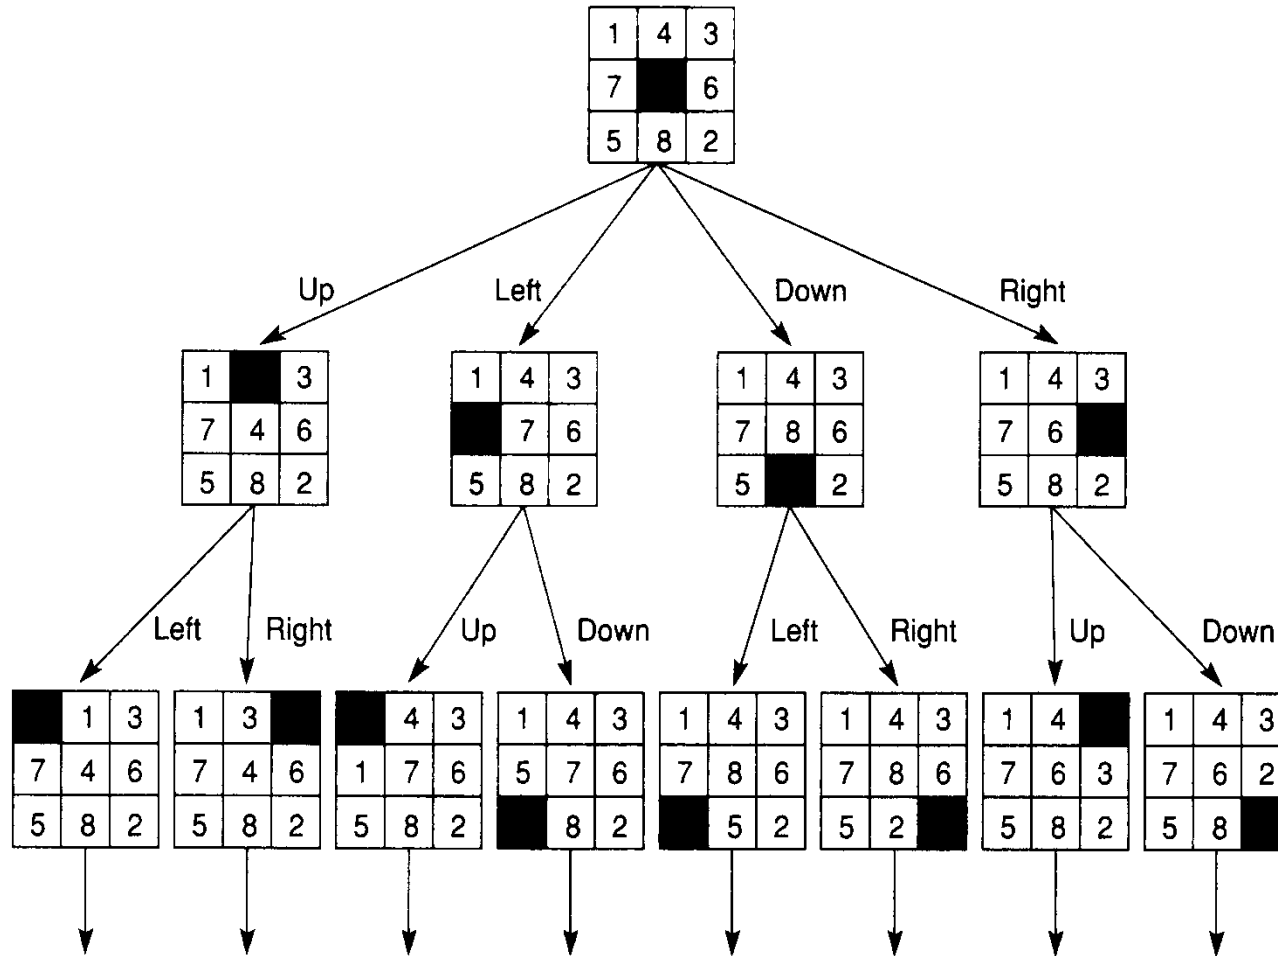 1 4 3
7 6
5 8 2
Up Left Down Right
1 3 1 4 3 1 4 3 1 4 3
7 4 6 7 6 7 8 6 7 6
5 8 2 5 8 2 5 2 5 8 2
Left Right Up Down Left Right Up Down
1 3 1 3 4 3 1 4 3 1 4 3 1 4 3 1 4 1 4 3
7 4 6 7 4 6 1 7 6 5 7 6 7 8 6 7 8 6 7 6 3 7 6 2
5 8 2 5 8 2 5 8 2 8 2 5 2 5 2 5 8 2 5 8